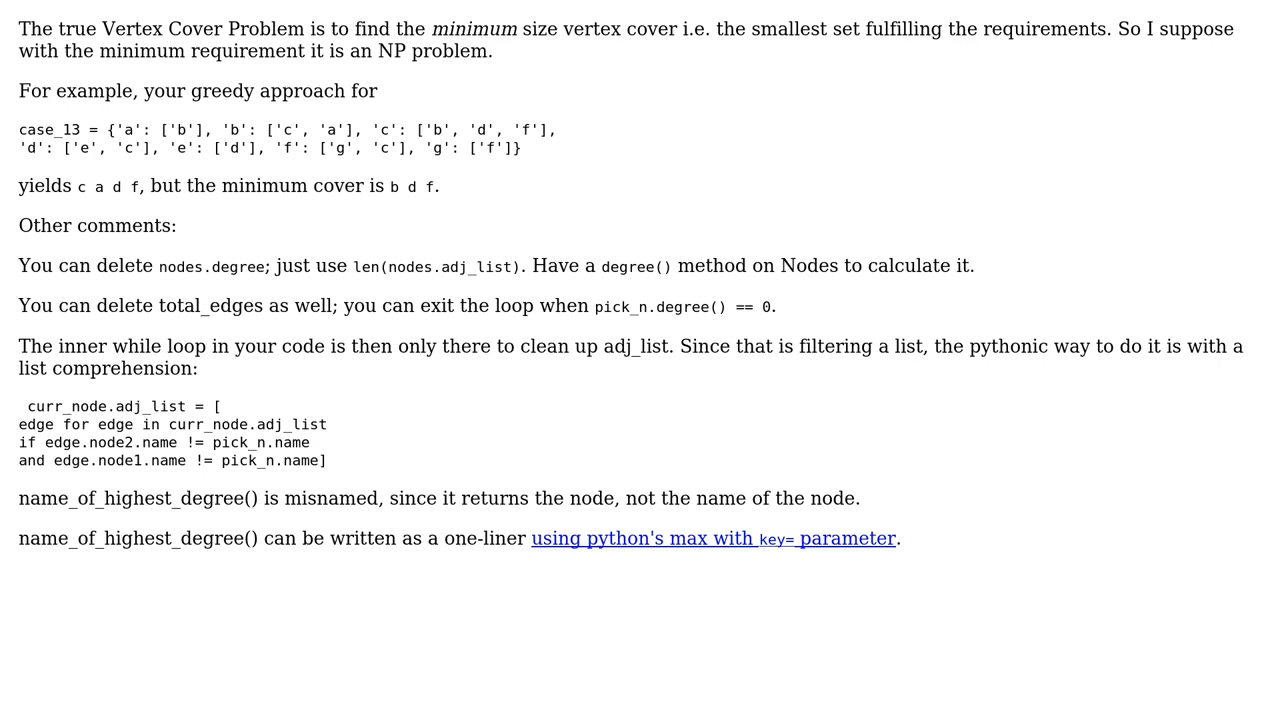 The true Vertex Cover Problem is to find the minimum size vertex cover i.e. the smallest set fulfilling the requirements. So I suppose
with the minimum requirement it is an NP problem.
For example, your greedy approach for
case_13 = {'a': ['b'], 'b': ['c', 'a'], 'c': ['b', 'd', 'f'],
'd': ['e', 'c'], 'e': ['d'], 'f': ['g', 'c'], 'g': ['f']}
yields c a d f, but the minimum cover is b d f.
Other comments:
You can delete nodes.degree; just use len(nodes.adj_list). Have a degree() method on Nodes to calculate it.
You can delete total_edges as well; you can exit the loop when pick_n.degree() == 0.
The inner while loop in your code is then only there to clean up adj_list. Since that is filtering a list, the pythonic way to do it is with a
list comprehension:
curr_node.adj_list = [
edge for edge in curr_node.adj_list
if edge.node2.name != pick_n.name
and edge.node1.name != pick_n.name]
name_of_highest_degree() is misnamed, since it returns the node, not the name of the node.
name_of_highest_degree() can be written as a one-liner using python's max with key= parameter.